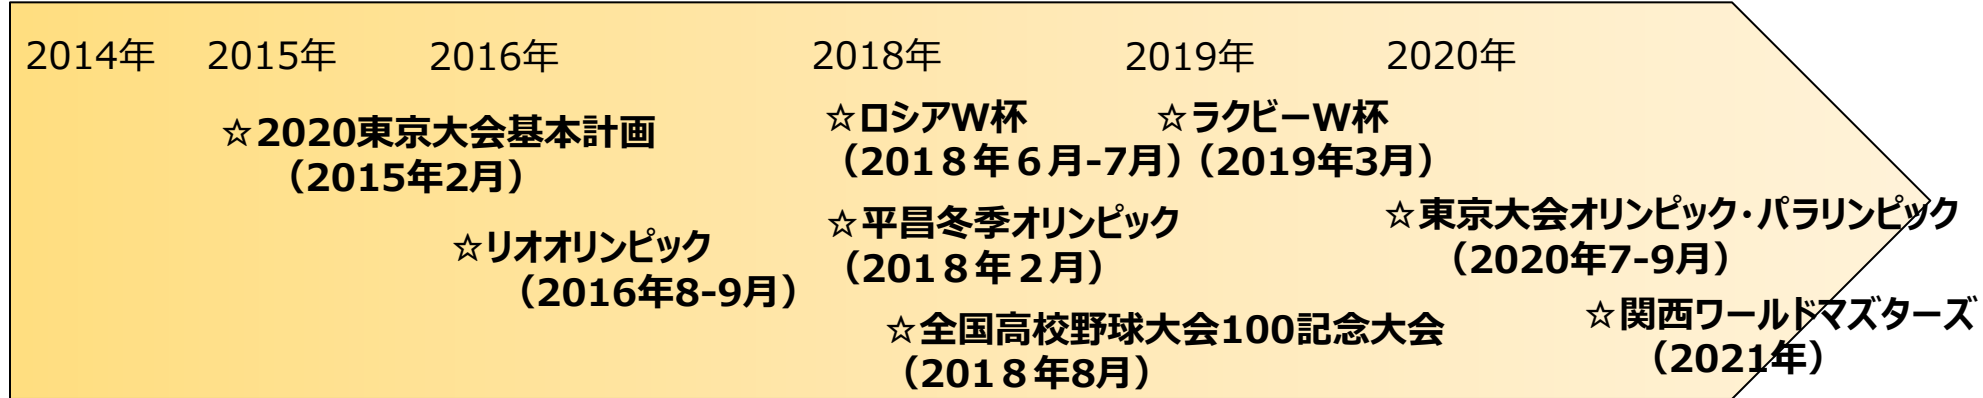 2014年 2015年 2016年 2018年 2019年 2020年
☆2020東京大会基本計画
（2015年2月）
☆リオオリンピック
（2016年8-9月）
☆ロシアW杯
（2018年６月-7月）
☆平昌冬季オリンピック
（2018年２月）
☆全国高校野球大会100記念大会
（2018年8月）
☆ラクビーW杯
（2019年3月）
☆東京大会オリンピック・パラリンピック
（2020年7-9月）
☆関西ワールドマズターズ
（2021年）